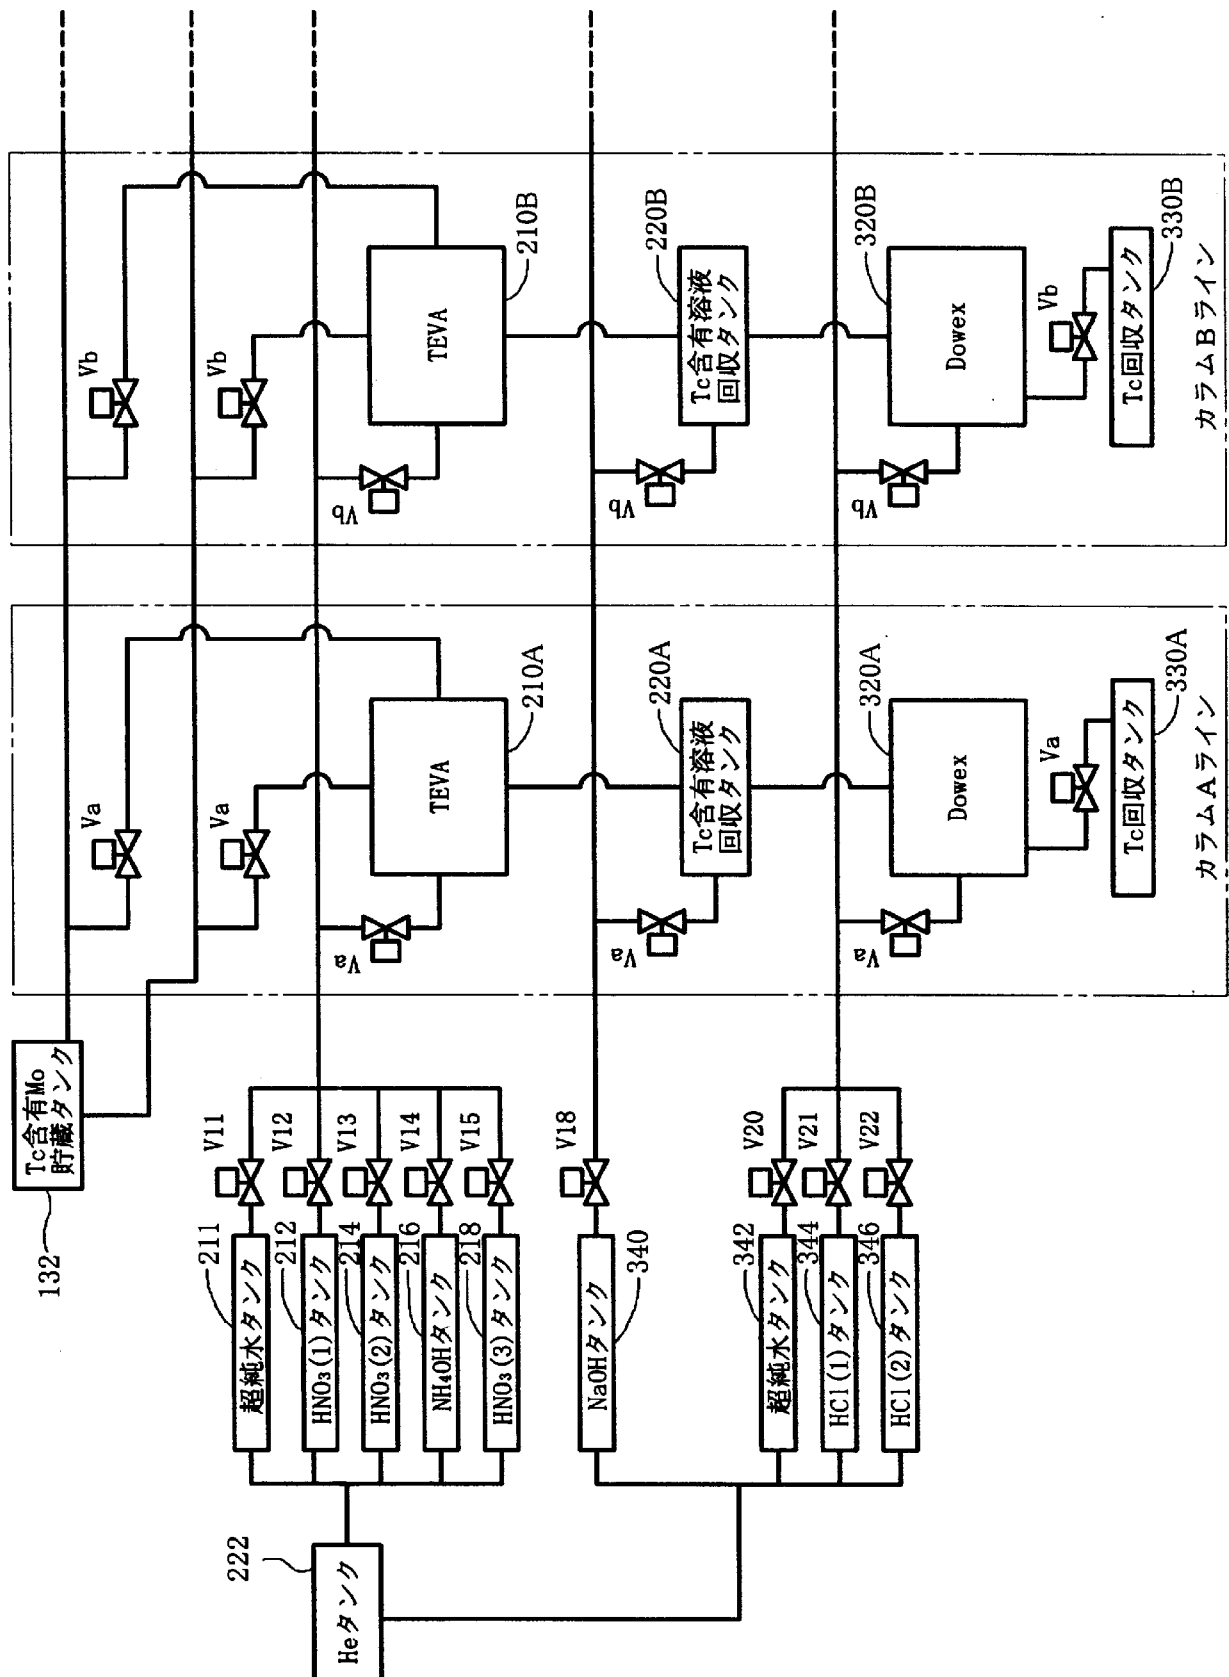 132
Tc含有Mo
貯蔵タンク
222
Heタンク
211
超純水タンク
V11
212
HNO₃(1)タンク
V12
214
HNO₃(2)タンク
V13
216
NH₄OHタンク
V14
218
HNO₃(3)タンク
V15
340
NaOHタンク
V18
342
超純水タンク
V20
344
HCl(1)タンク
V21
346
HCl(2)タンク
V22
Va
Va
Va
TEVA
210A
Va
Tc含有溶液
回収タンク
220A
Va
Dowex
320A
Va
Tc回収タンク
330A
カラムAライン
Vb
Vb
Vb
TEVA
210B
Vb
Tc含有溶液
回収タンク
220B
Vb
Dowex
320B
Vb
Tc回収タンク
330B
カラムBライン